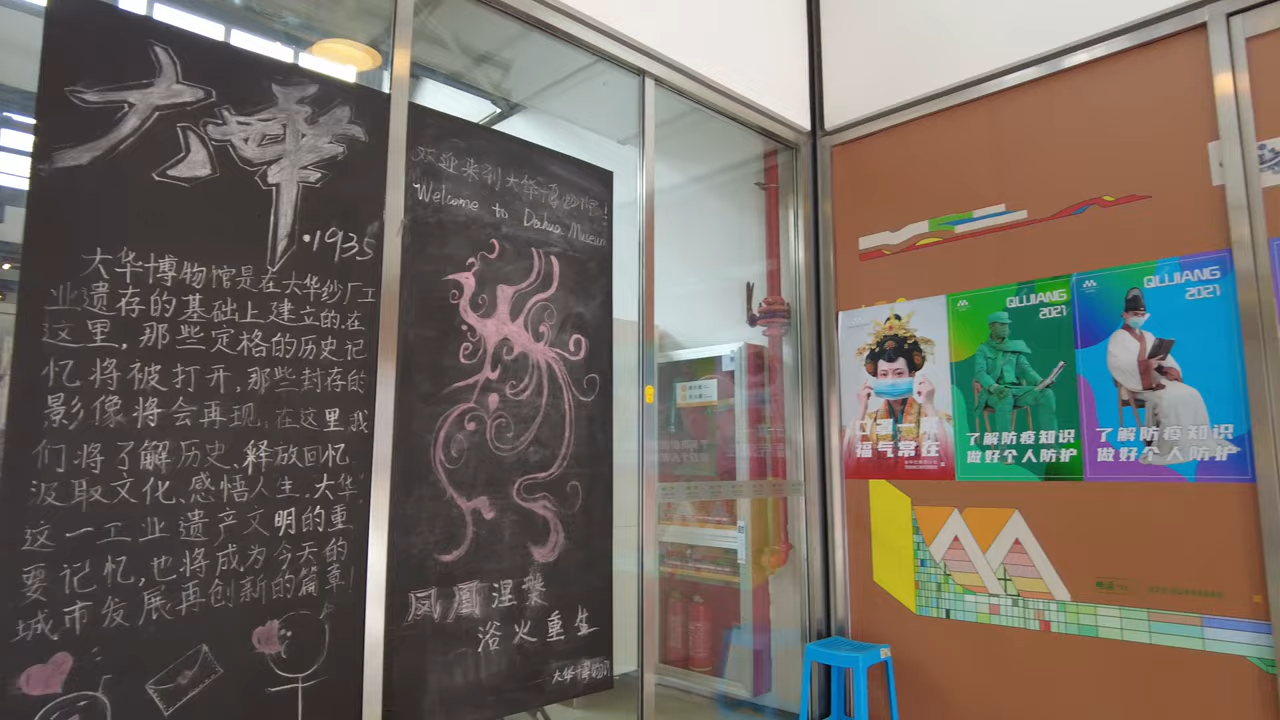 大华
·1935
大华博物馆是在大华纱厂工
业遗存的基础上建立的.在
这里,那些定格的历史记
忆将被打开,那些封存的
影像将会再现,在这里我
们将了解历史、释放回忆
汲取文化、感悟人生.大华,
这一工业遗产文明的重
要记忆,也将成为今天的
城市发展再创新的篇章!
欢迎来到大华博物馆!
Welcome to Dahua Museum
凤凰涅槃
浴火重生
大华博物馆
口罩一带
福气常在
QUJIANG
2021
了解防疫知识
做好个人防护
QUJIANG
2021
了解防疫知识
做好个人防护